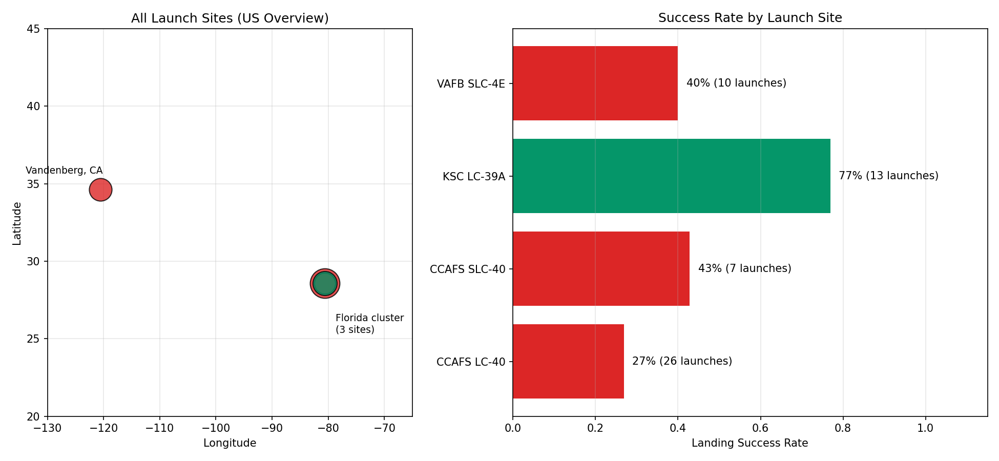 All Launch Sites (US Overview)
45
40
35
30
25
20
Latitude
Vandenberg, CA
Florida cluster
(3 sites)
−130
−120
−110
−100
−90
−80
−70
Longitude
Success Rate by Launch Site
VAFB SLC-4E
40% (10 launches)
KSC LC-39A
77% (13 launches)
CCAFS SLC-40
43% (7 launches)
CCAFS LC-40
27% (26 launches)
0.0
0.2
0.4
0.6
0.8
1.0
Landing Success Rate